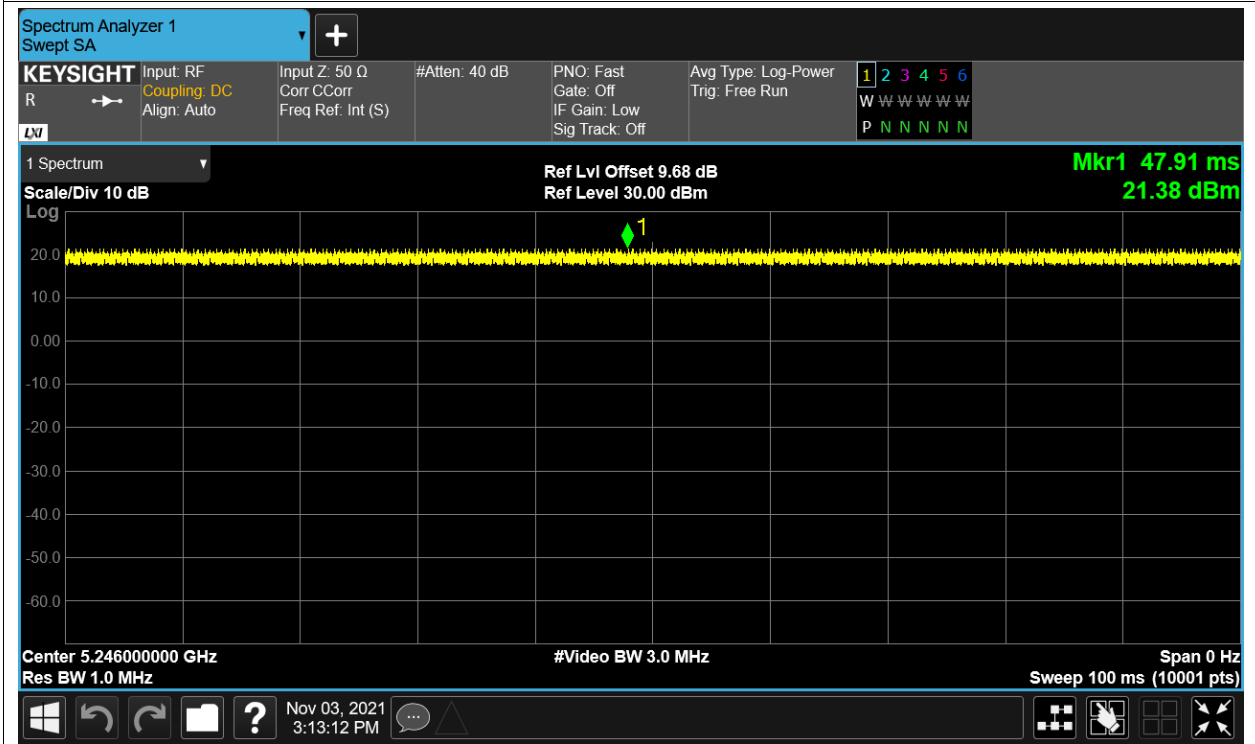 Spectrum Analyzer 1
Swept SA
+
KEYSIGHT
R
LXI
Input: RF
Coupling: DC
Align: Auto
Input Z: 50 Ω
Corr CCorr
Freq Ref: Int (S)
#Atten: 40 dB
PNO: Fast
Gate: Off
IF Gain: Low
Sig Track: Off
Avg Type: Log-Power
Trig: Free Run
1 2 3 4 5 6
W W W W W W
P N N N N N
1 Spectrum
Scale/Div 10 dB
Log
Ref Lvl Offset 9.68 dB
Ref Level 30.00 dBm
Mkr1 47.91 ms
21.38 dBm
1
20.0
10.0
0.00
-10.0
-20.0
-30.0
-40.0
-50.0
-60.0
Center 5.246000000 GHz
Res BW 1.0 MHz
#Video BW 3.0 MHz
Span 0 Hz
Sweep 100 ms (10001 pts)
?
Nov 03, 2021
3:13:12 PM